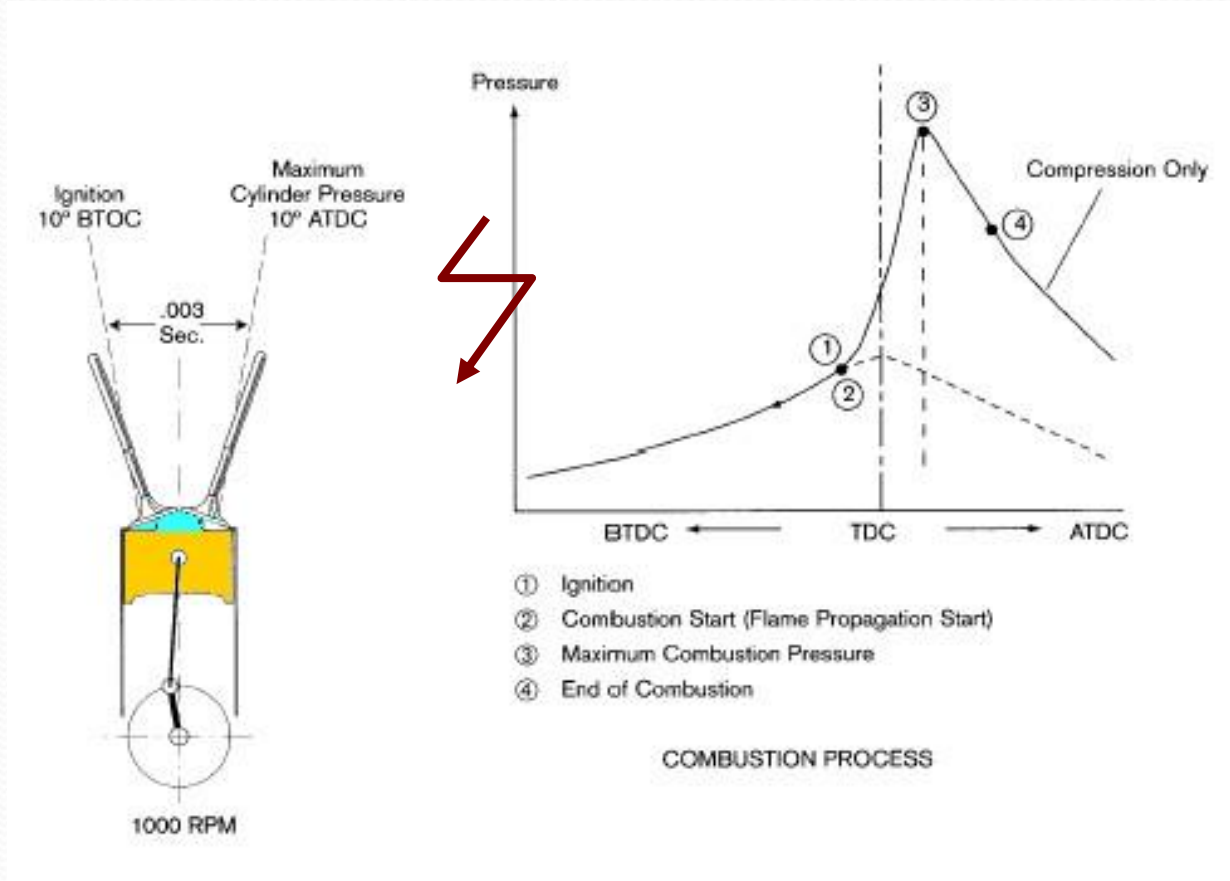 Ignition
10° BTOC
Maximum
Cylinder Pressure
10° ATDC
.003
Sec.
1000 RPM
Pressure
③
Compression Only
④
①
②
BTDC
TDC
ATDC
① Ignition
② Combustion Start (Flame Propagation Start)
③ Maximum Combustion Pressure
④ End of Combustion
COMBUSTION PROCESS